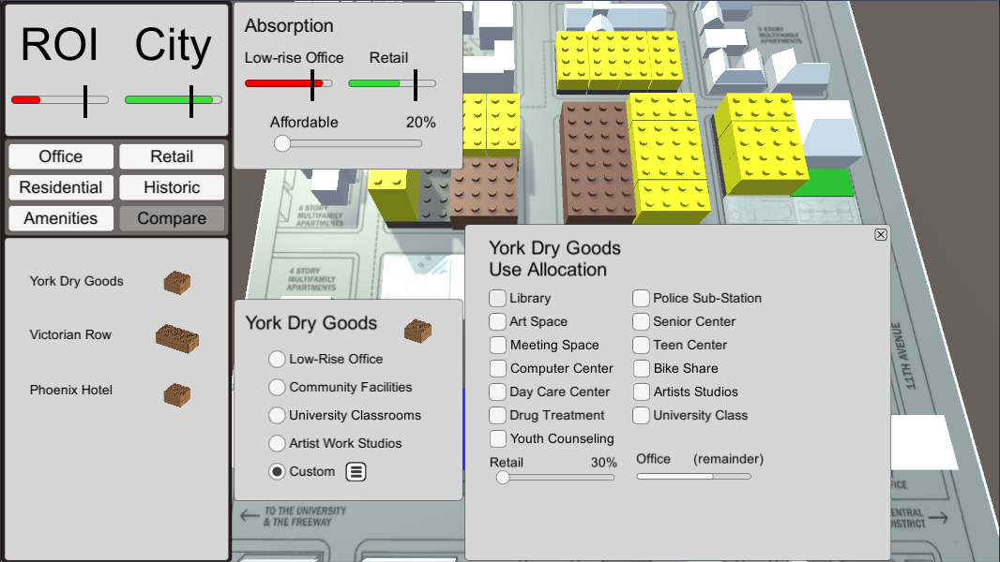 ROI City
Absorption
Low-rise Office Retail
Affordable 20%
Office Retail
Residential Historic
Amenities Compare
York Dry Goods
Victorian Row
Phoenix Hotel
3 STORY
MULTIFAMILY
APARTMENTS
4 STORY
MULTIFAMILY
APARTMENTS
4 STORY
MULTIFAMILY
APARTMENTS
York Dry Goods
Low-Rise Office
Community Facilities
University Classrooms
Artist Work Studios
Custom
York Dry Goods
Use Allocation
Library
Art Space
Meeting Space
Computer Center
Day Care Center
Drug Treatment
Youth Counseling
Police Sub-Station
Senior Center
Teen Center
Bike Share
Artists Studios
University Class
Retail 30%
Office (remainder)
11TH AVENUE
TO THE UNIVERSITY
& THE FREEWAY